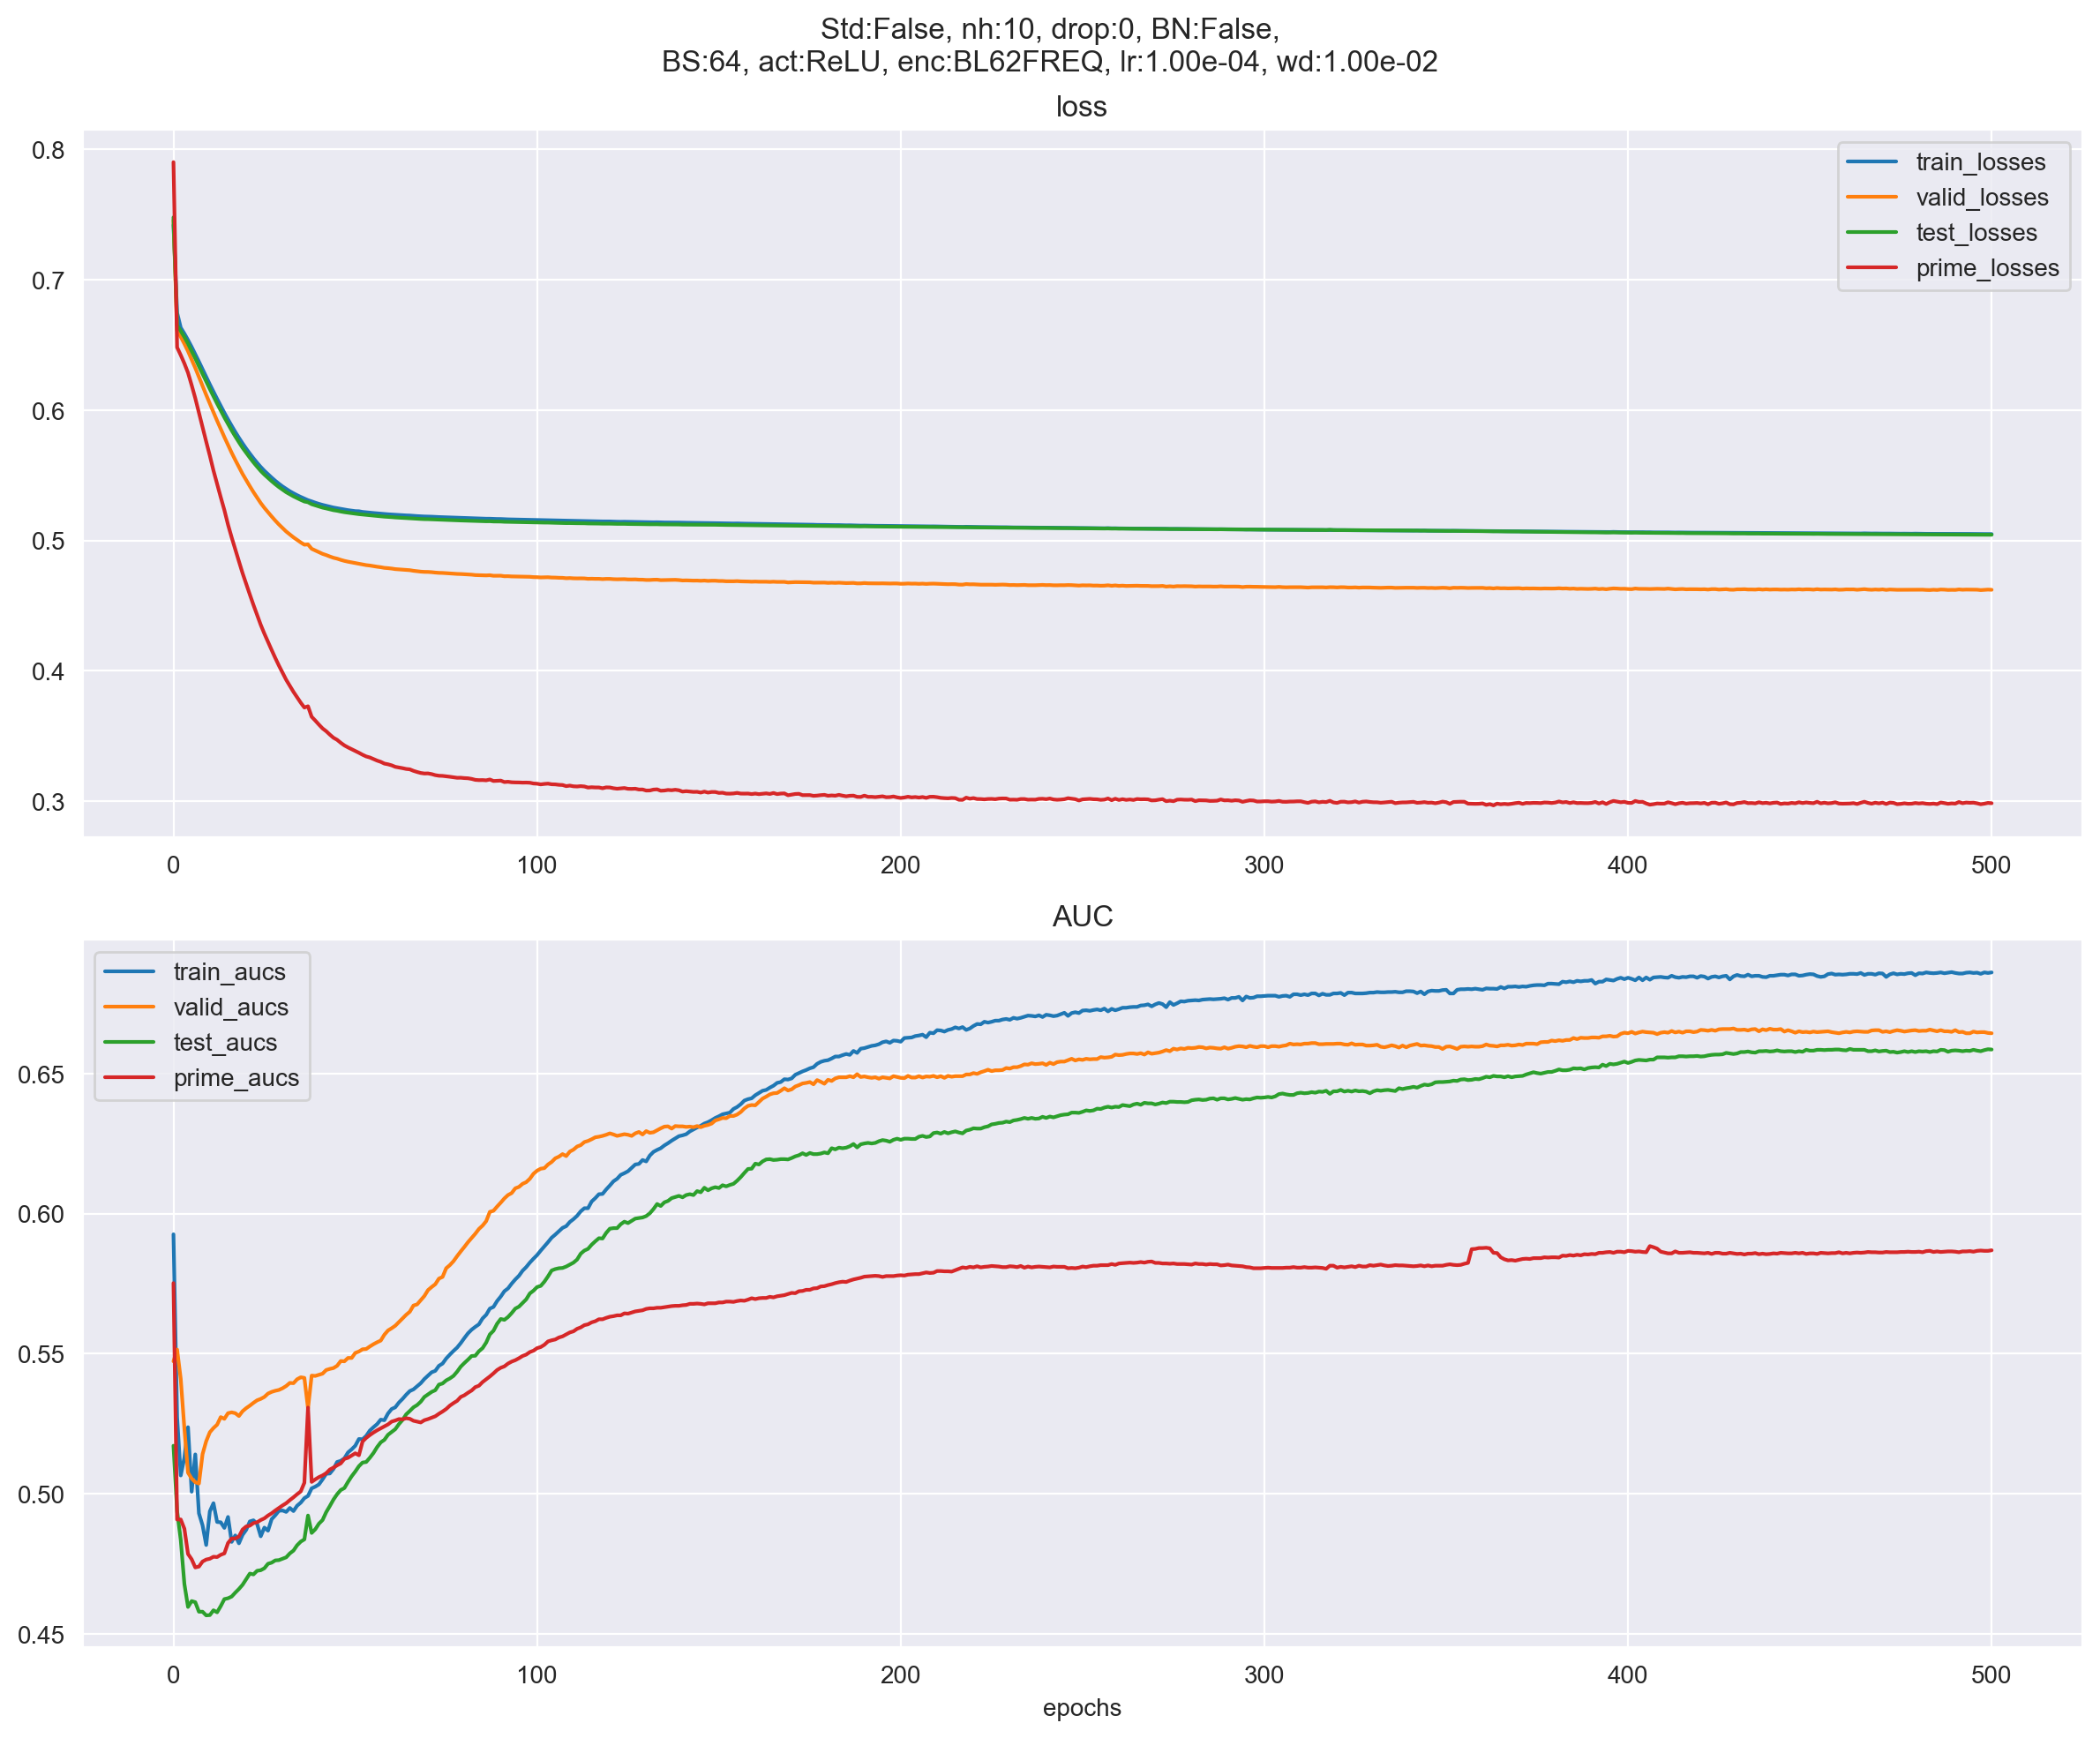 Std:False, nh:10, drop:0, BN:False,
BS:64, act:ReLU, enc:BL62FREQ, lr:1.00e-04, wd:1.00e-02
loss
0.8
0.7
0.6
0.5
0.4
0.3
train_losses
valid_losses
test_losses
prime_losses
0 100 200 300 400 500
AUC
train_aucs
valid_aucs
test_aucs
prime_aucs
0.65
0.60
0.55
0.50
0.45
0 100 200 300 400 500
epochs